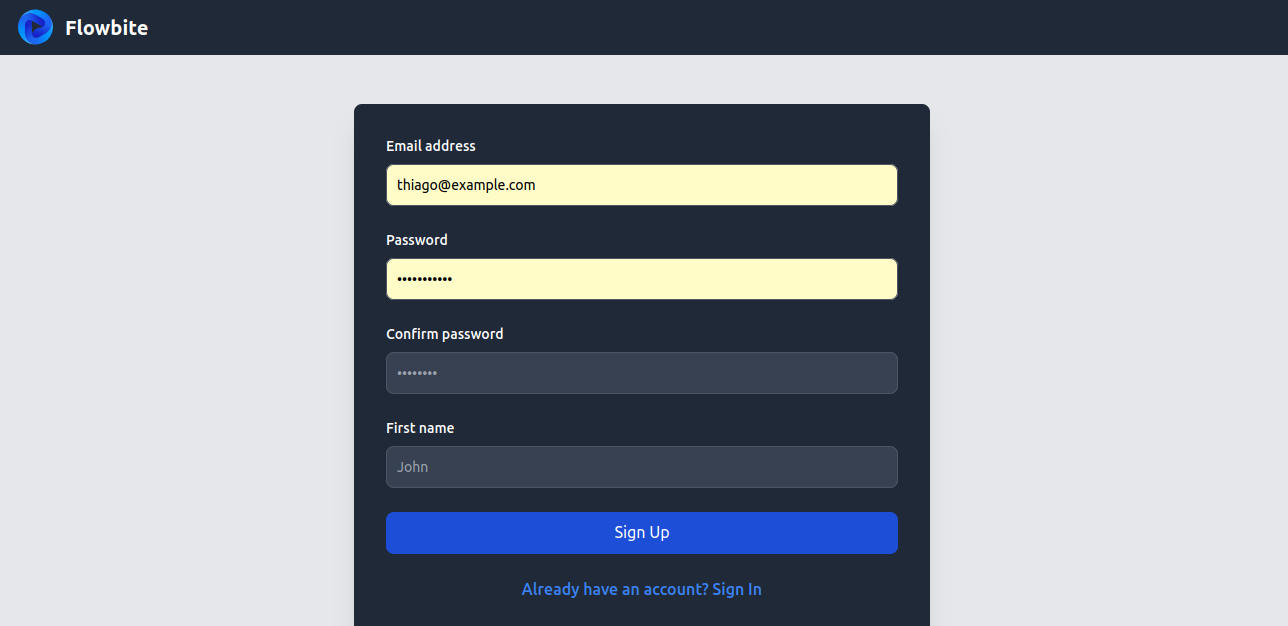 Flowbite
Email address
thiago@example.com
Password
•••••••••••
Confirm password
••••••••
First name
John
Sign Up
Already have an account? Sign In